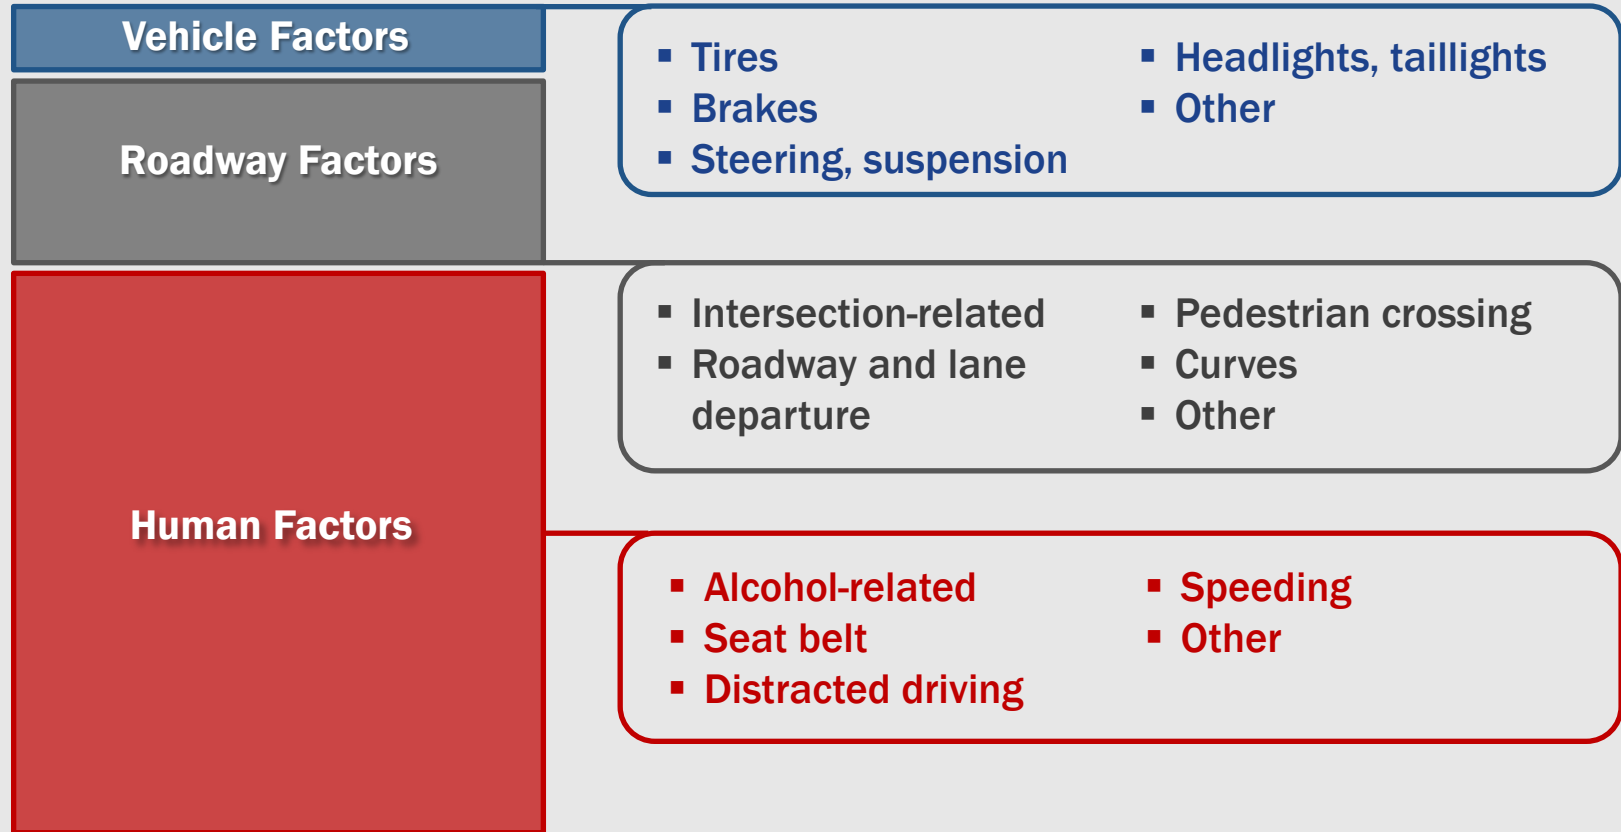 Vehicle Factors
▪ Tires
▪ Brakes
▪ Steering, suspension
▪ Headlights, taillights
▪ Other
Roadway Factors
▪ Intersection-related
▪ Roadway and lane
departure
▪ Pedestrian crossing
▪ Curves
▪ Other
Human Factors
▪ Alcohol-related
▪ Seat belt
▪ Distracted driving
▪ Speeding
▪ Other